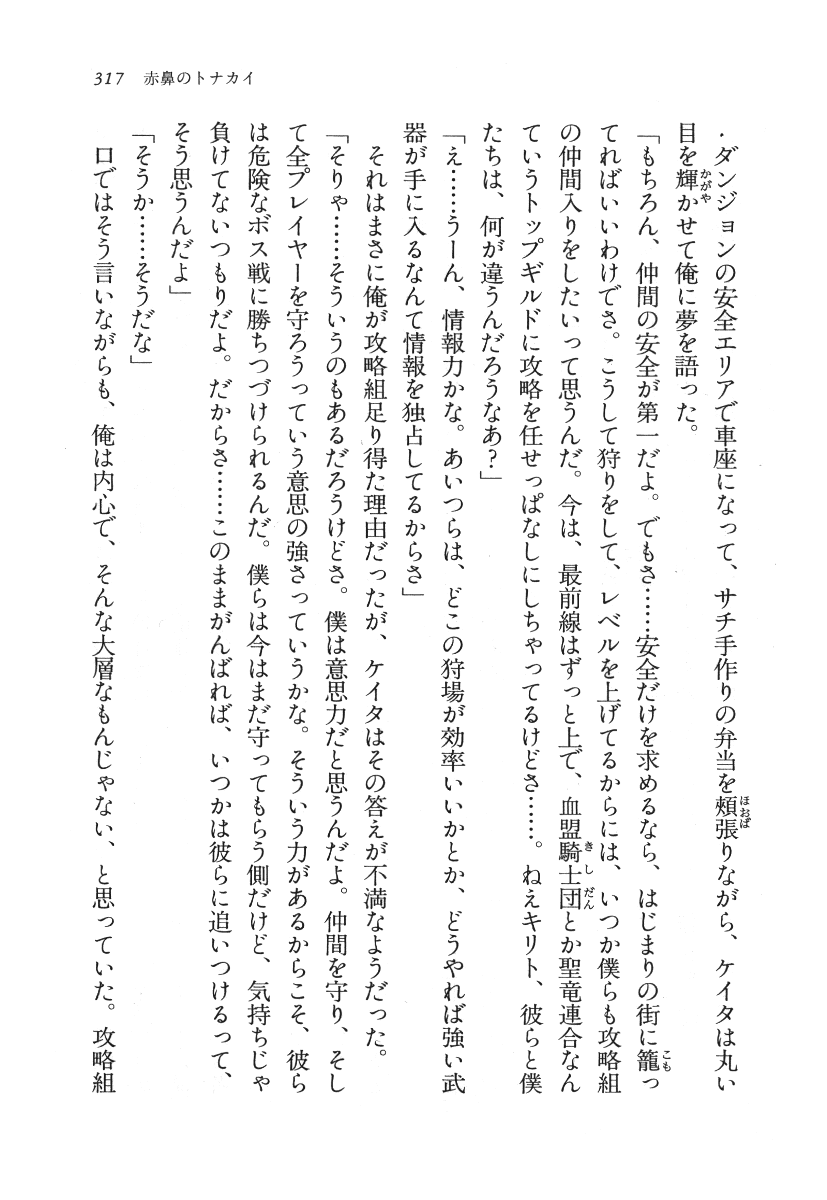 317　赤鼻のトナカイ
．ダンジョンの安全エリアで車座になって、サチ手作りの弁当を頬張りながら、ケイタは丸い
目を輝かせて俺に夢を語った。
「もちろん、仲間の安全が第一だよ。でもさ……安全だけを求めるなら、はじまりの街に籠っ
てればいいわけでさ。こうして狩りをして、レベルを上げてるからには、いつか僕らも攻略組
の仲間入りをしたいって思うんだ。今は、最前線はずっと上で、血盟騎士団とか聖竜連合なん
ていうトップギルドに攻略を任せっぱなしにしちゃってるけどさ……。ねえキリト、彼らと僕
たちは、何が違うんだろうなあ？」
「え……うーん、情報力かな。あいつらは、どこの狩場が効率いいかとか、どうやれば強い武
器が手に入るなんて情報を独占してるからさ」
それはまさに俺が攻略組足り得た理由だったが、ケイタはその答えが不満なようだった。
「そりゃ……そういうのもあるだろうけどさ。僕は意思力だと思うんだよ。仲間を守り、そし
て全プレイヤーを守ろうっていう意思の強さっていうかな。そういう力があるからこそ、彼ら
は危険なボス戦に勝ちつづけられるんだ。僕らは今はまだ守ってもらう側だけど、気持ちじゃ
負けてないつもりだよ。だからさ……このままがんばれば、いつかは彼らに追いつけるって、
そう思うんだよ」
「そうか……そうだな」
口ではそう言いながらも、俺は内心で、そんな大層なもんじゃない、と思っていた。攻略組